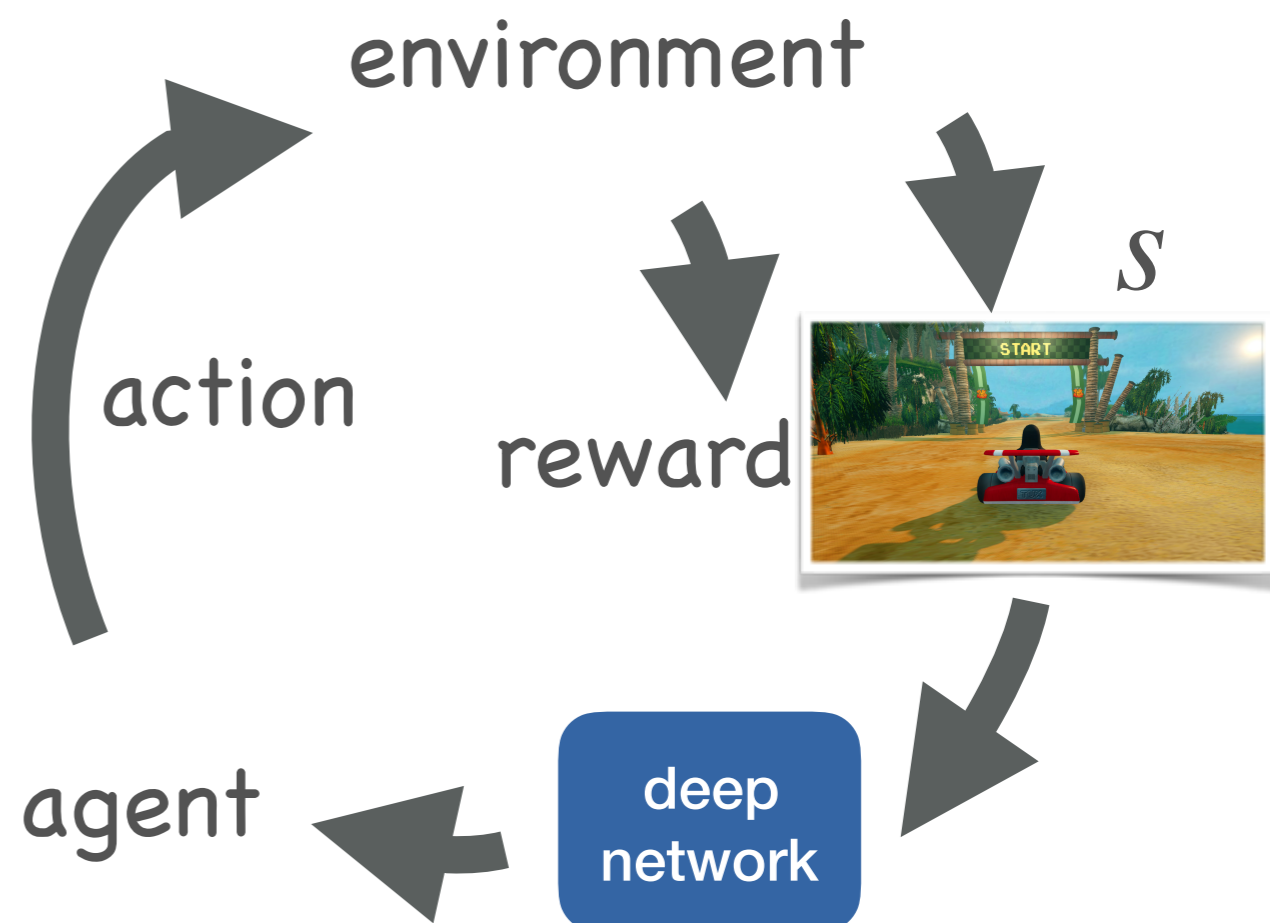 environment
s
START
action
reward
deep
network
agent